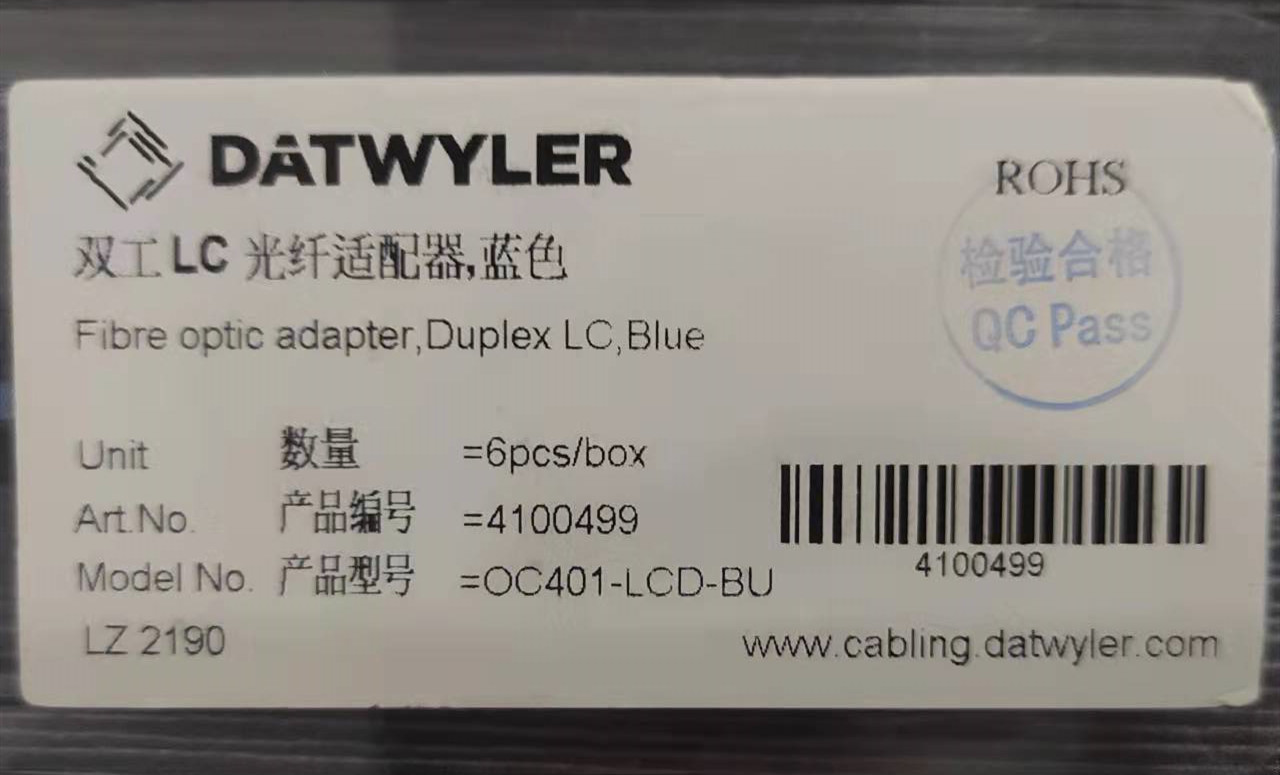 DATWYLER
ROHS
双工 LC 光纤适配器,蓝色
检验合格
QC Pass
Fibre optic adapter,Duplex LC,Blue
Unit 数量 =6pcs/box
Art.No. 产品编号 =4100499
Model No. 产品型号 =OC401-LCD-BU
4100499
LZ 2190
www.cabling.datwyler.com